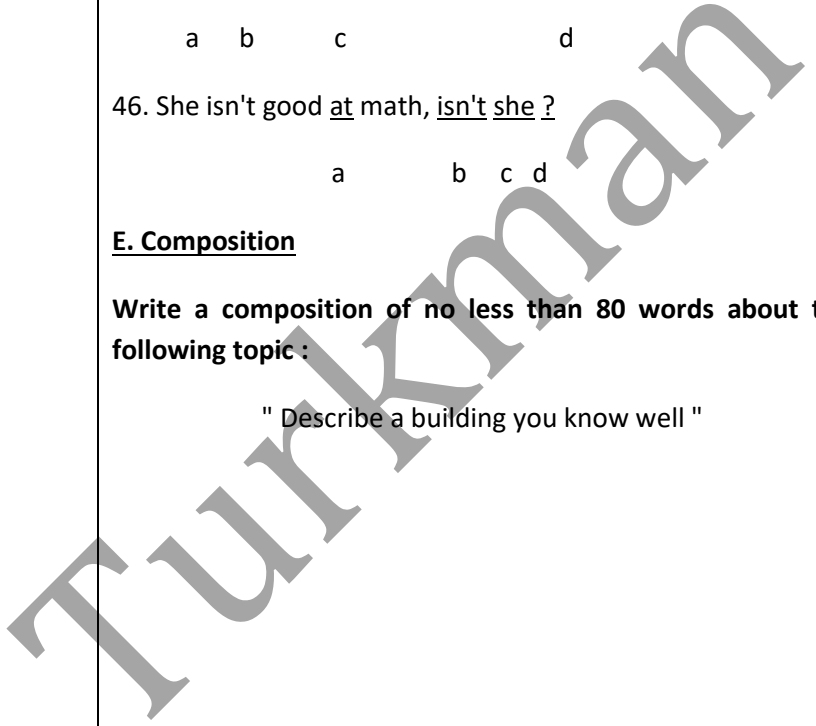 a b c d
46. She isn't good at math, isn't she ?
a b c d
E. Composition
Write a composition of no less than 80 words about
following topic :
" Describe a building you know well "
Turkman